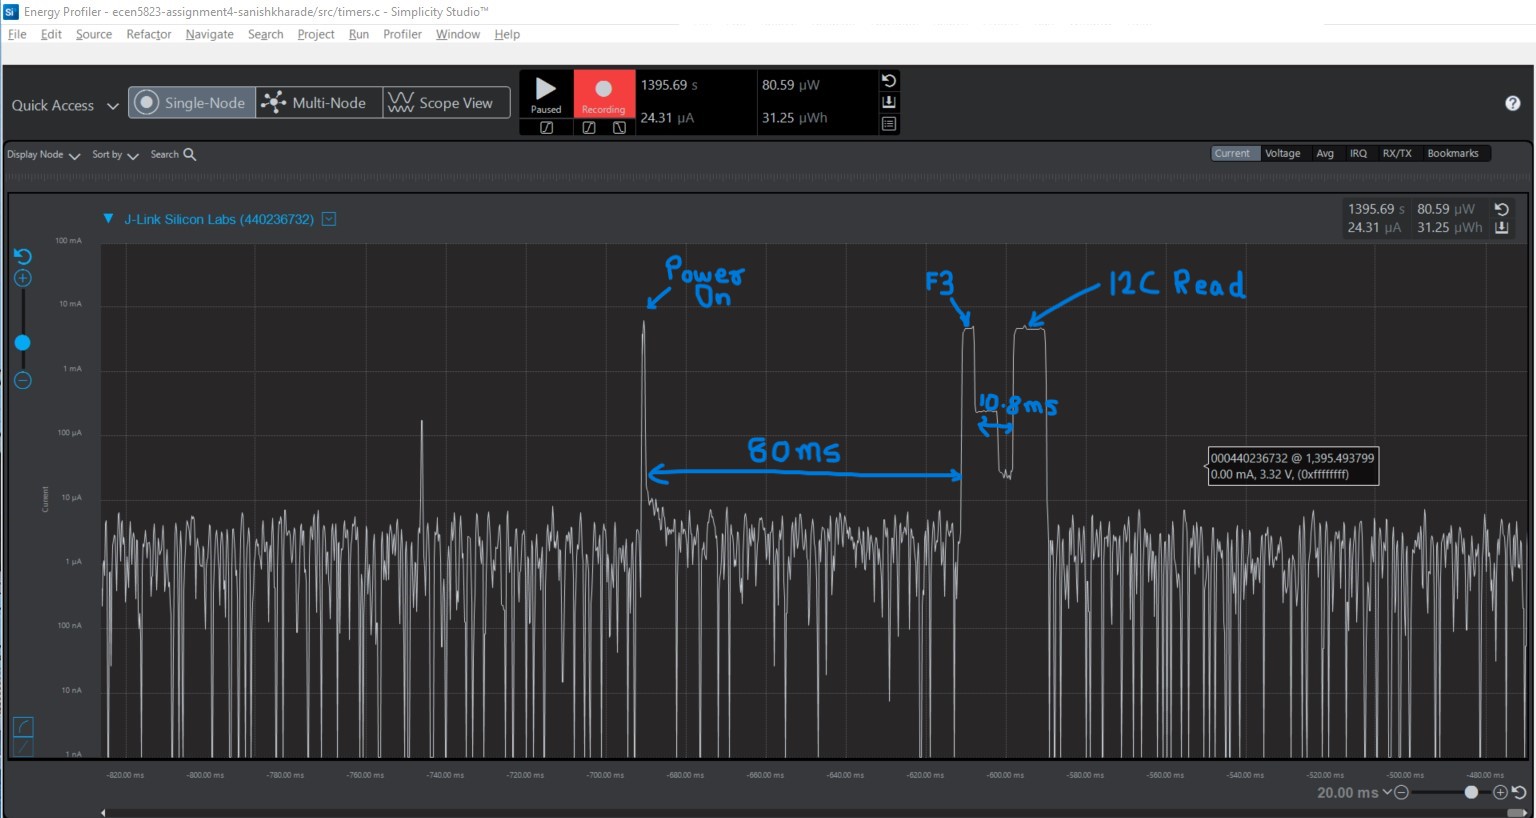 Energy Profiler - ecen5823-assignment4-sanishkharade/src/timers.c - Simplicity Studio™
File Edit Source Refactor Navigate Search Project Run Profiler Window Help
Quick Access Single-Node Multi-Node Scope View
Paused
Recording
1395.69 s 80.59 µW
24.31 µA 31.25 µWh
Display Node Sort by Search
Current Voltage Avg IRQ RX/TX Bookmarks
J-Link Silicon Labs (440236732)
1395.69 s 80.59 µW
24.31 µA 31.25 µWh
100 mA
10 mA
1 mA
100 µA
10 µA
1 µA
100 nA
10 nA
1 nA
Current
Power
On
F3
I2C Read
10.8ms
80ms
000440236732 @ 1,395.493799
0.00 mA, 3.32 V, (0xffffffff)
-820.00 ms -800.00 ms -780.00 ms -760.00 ms -740.00 ms -720.00 ms -700.00 ms -680.00 ms -660.00 ms -640.00 ms -620.00 ms -600.00 ms -580.00 ms -560.00 ms -540.00 ms -520.00 ms -500.00 ms -480.00 ms
20.00 ms